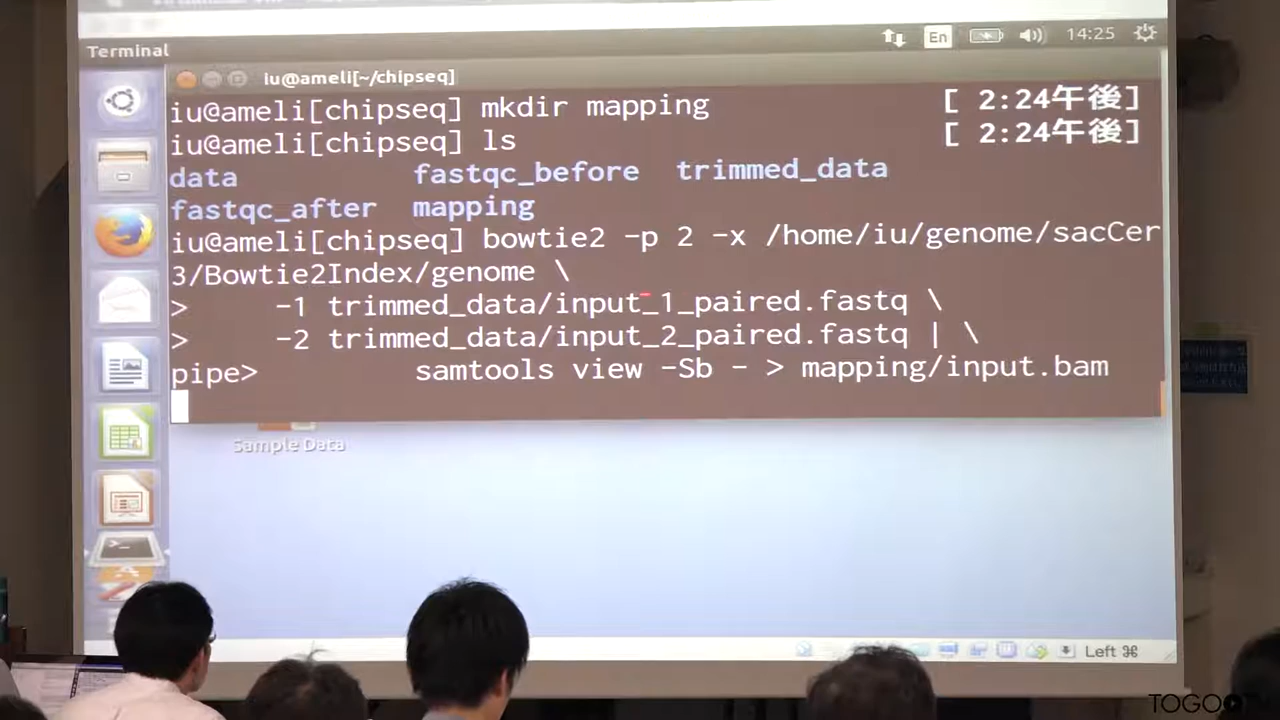 Terminal
En
14:25
iu@ameli[~/chipseq]
iu@ameli[chipseq] mkdir mapping [ 2:24午後]
iu@ameli[chipseq] ls [ 2:24午後]
data fastqc_before trimmed_data
fastqc_after mapping
iu@ameli[chipseq] bowtie2 -p 2 -x /home/iu/genome/sacCer
3/Bowtie2Index/genome \
> -1 trimmed_data/input_1_paired.fastq \
> -2 trimmed_data/input_2_paired.fastq | \
pipe> samtools view -Sb - > mapping/input.bam
Sample Data
Left ⌘